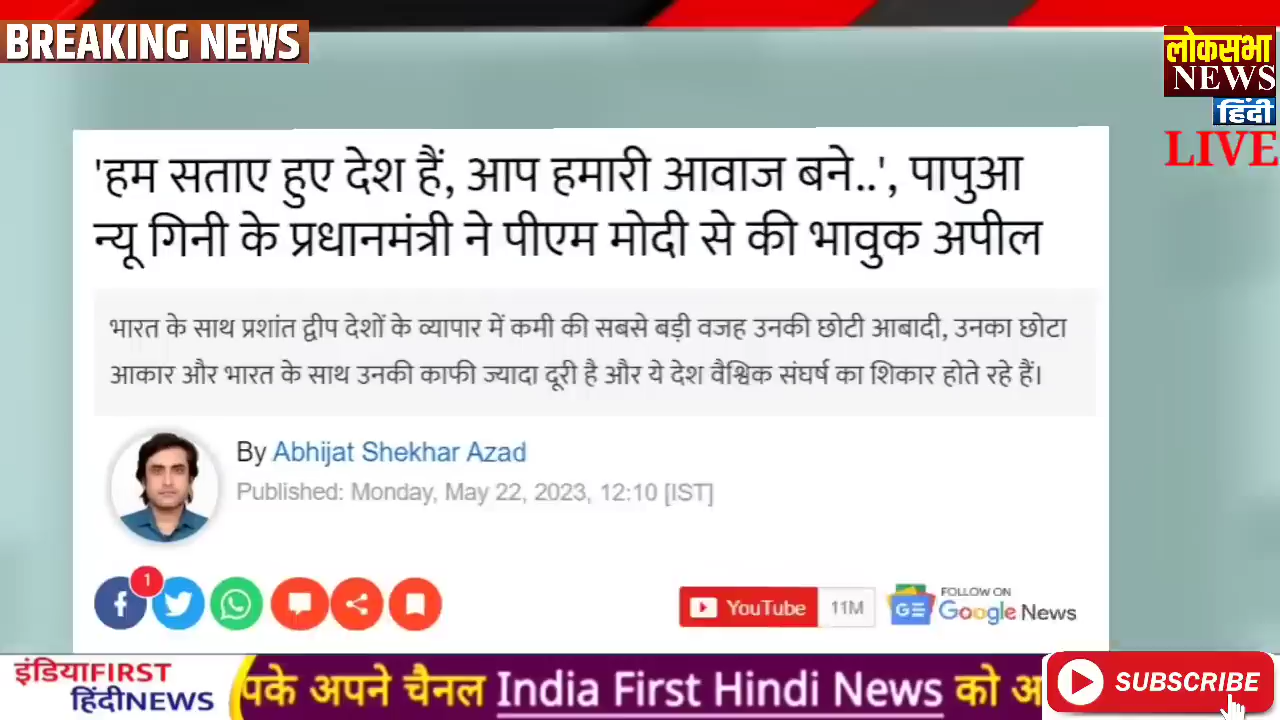 BREAKING NEWS
लोकसभा
NEWS
हिंदी
LIVE
'हम सताए हुए देश हैं, आप हमारी आवाज बने..', पापुआ
न्यू गिनी के प्रधानमंत्री ने पीएम मोदी से की भावुक अपील
भारत के साथ प्रशांत द्वीप देशों के व्यापार में कमी की सबसे बड़ी वजह उनकी छोटी आबादी, उनका छोटा
आकार और भारत के साथ उनकी काफी ज्यादा दूरी है और ये देश वैश्विक संघर्ष का शिकार होते रहे हैं।
By Abhijat Shekhar Azad
Published: Monday, May 22, 2023, 12:10 [IST]
1
YouTube 11M
FOLLOW ON
Google News
इंडियाFIRST
हिंदीNEWS
पके अपने चैनल India First Hindi News को अ
SUBSCRIBE